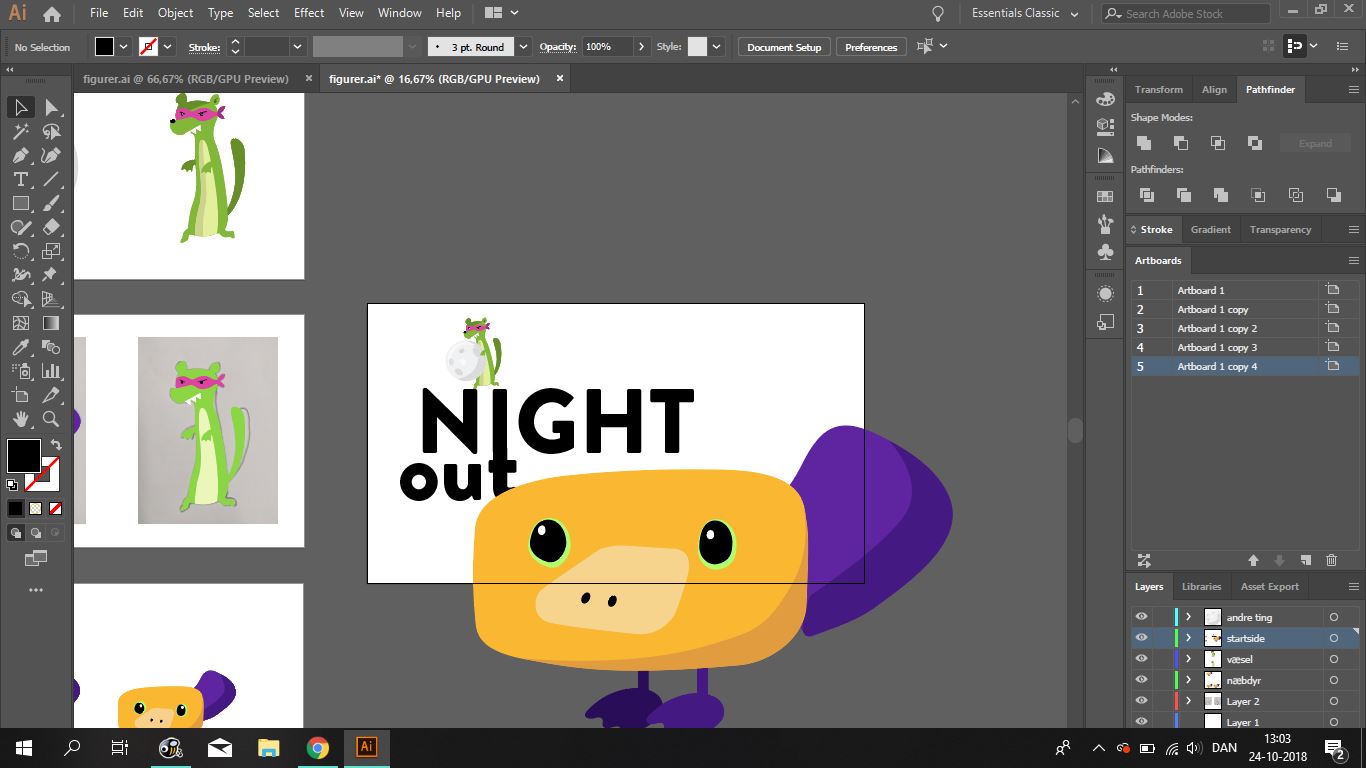 Ai File Edit Object Type Select Effect View Window Help Essentials Classic Search Adobe Stock
No Selection Stroke: 3 pt. Round Opacity: 100% Style: Document Setup Preferences
figurer.ai @ 66,67% (RGB/GPU Preview) × figurer.ai* @ 16,67% (RGB/GPU Preview) ×
Transform Align Pathfinder
Shape Modes:
Expand
Pathfinders:
Stroke Gradient Transparency
Artboards
1 Artboard 1
2 Artboard 1 copy
3 Artboard 1 copy 2
4 Artboard 1 copy 3
5 Artboard 1 copy 4
NIGHT
out
Layers Libraries Asset Export
andre ting
startside
væsel
næbdyr
Layer 2
Layer 1
Ai DAN 13:03
24-10-2018 2